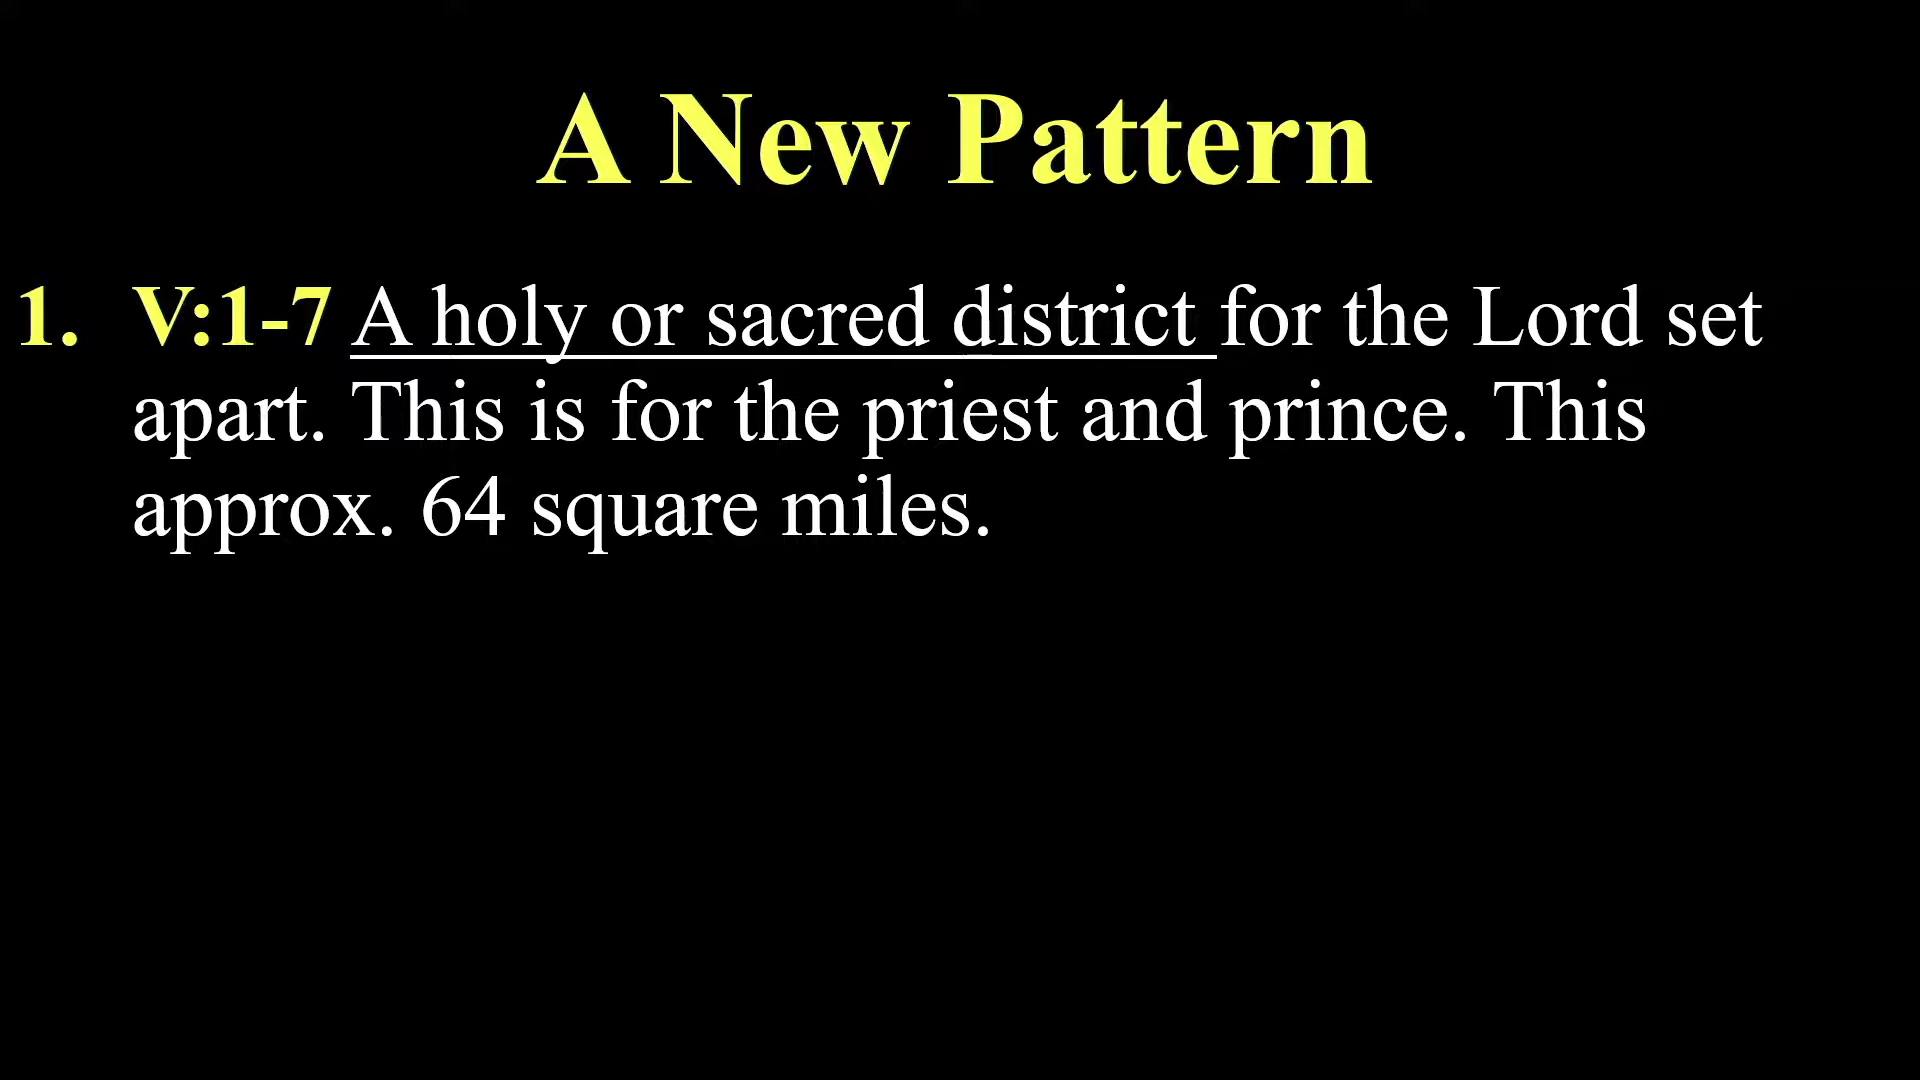 A New Pattern
1. V:1-7 A holy or sacred district for the Lord set
apart. This is for the priest and prince. This
approx. 64 square miles.